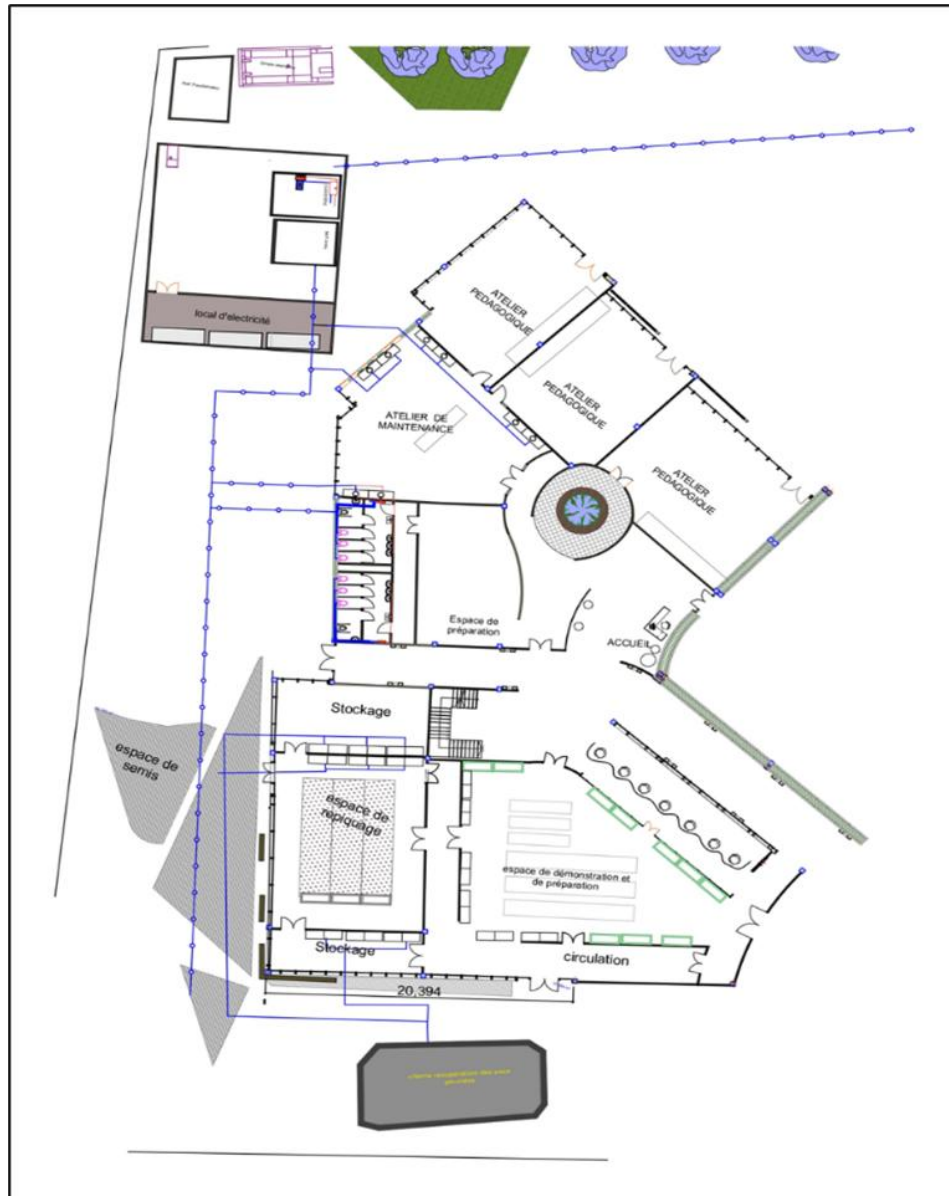 local d'electricité
ATELIER
PEDAGOGIQUE
ATELIER
PEDAGOGIQUE
ATELIER DE
MAINTENANCE
ATELIER
PEDAGOGIQUE
Espace de
préparation
ACCUEIL
Stockage
espace de
semis
espace de
repiquage
espace de démonstration et
de préparation
Stockage
circulation
20,394